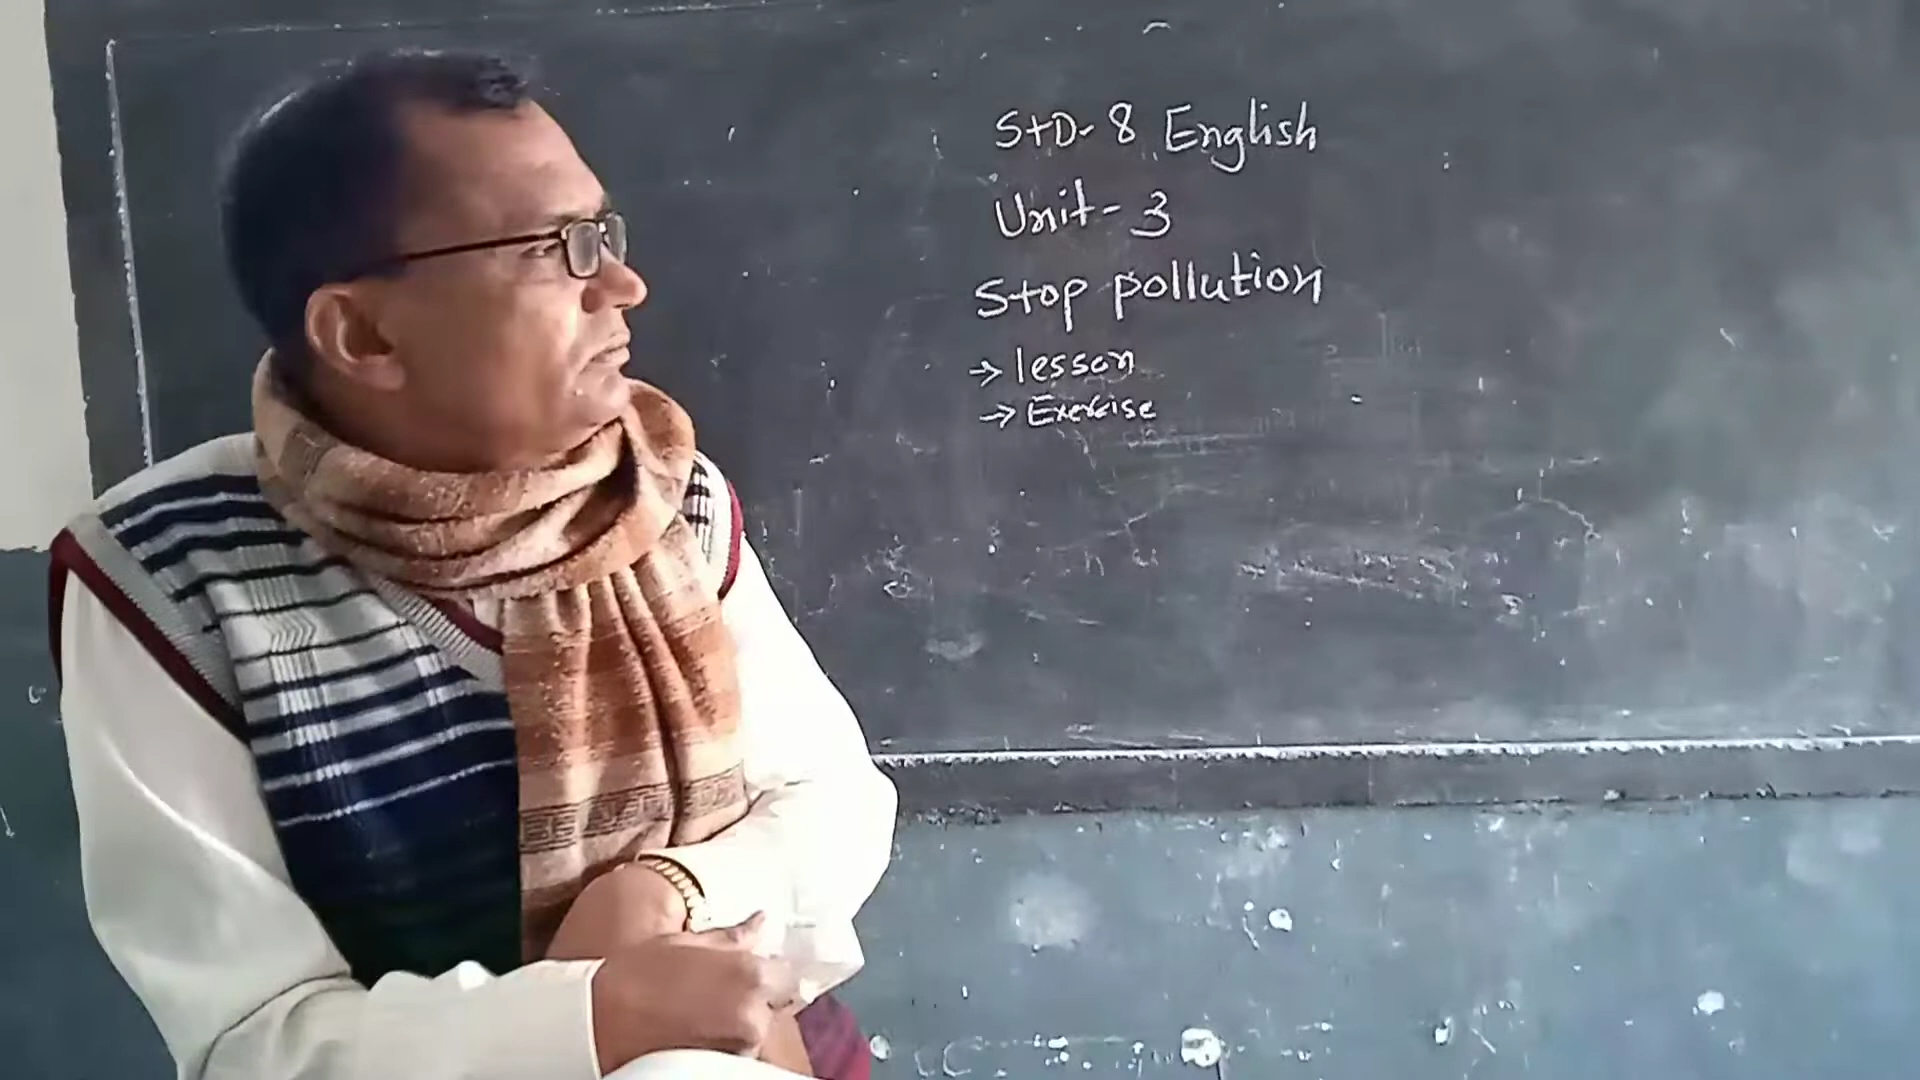 STD- 8 English
Unit- 3
Stop pollution
→ lesson
→ Exercise